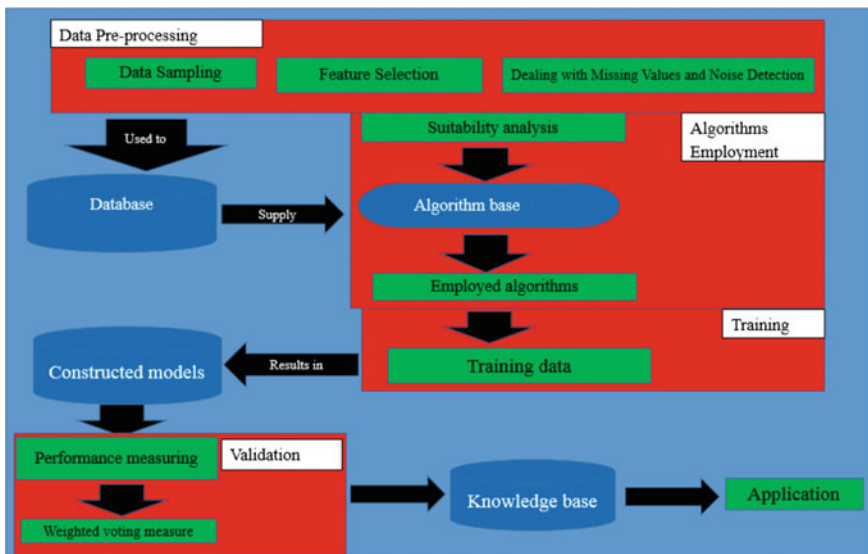 Data Pre-processing
Data Sampling
Feature Selection
Dealing with Missing Values and Noise Detection
Used to
Suitability analysis
Algorithms
Employment
Database
Supply
Algorithm base
Employed algorithms
Training
Constructed models
Results in
Training data
Performance measuring
Validation
Weighted voting measure
Knowledge base
Application